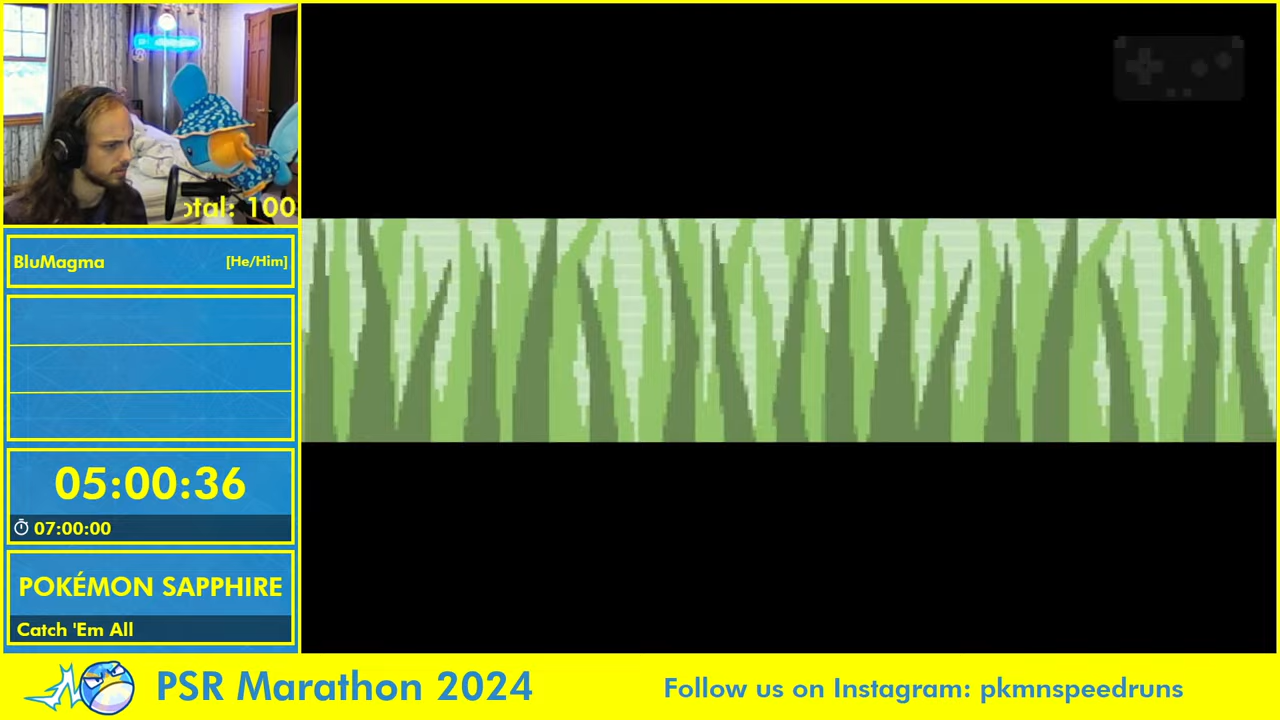 otal: 100
BluMagma [He/Him]
05:00:36
07:00:00
POKÉMON SAPPHIRE
Catch 'Em All
PSR Marathon 2024
Follow us on Instagram: pkmnspeedruns